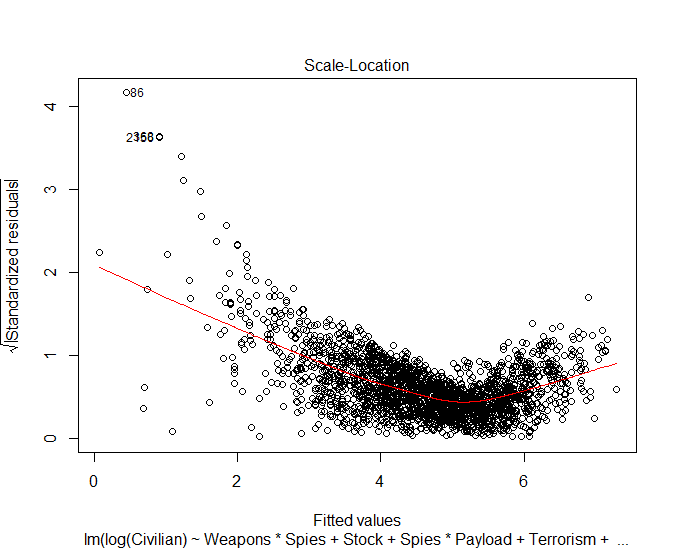 Scale-Location
√|Standardized residuals|
4
3
2
1
0
86
0 2 4 6
Fitted values
lm(log(Civilian) ~ Weapons * Spies + Stock + Spies * Payload + Terrorism + ...